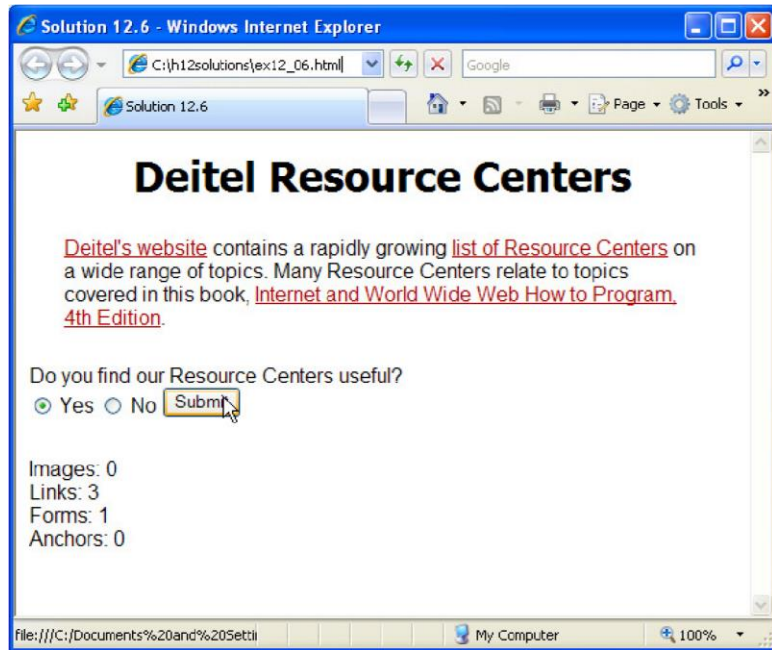 Solution 12.6 - Windows Internet Explorer
C:\h12solutions\ex12_06.html
Google
Solution 12.6
Page
Tools
»
Deitel Resource Centers
Deitel's website contains a rapidly growing list of Resource Centers on
a wide range of topics. Many Resource Centers relate to topics
covered in this book, Internet and World Wide Web How to Program,
4th Edition.
Do you find our Resource Centers useful?
Yes No Submit
Images: 0
Links: 3
Forms: 1
Anchors: 0
file:///C:/Documents%20and%20Setti My Computer 100%